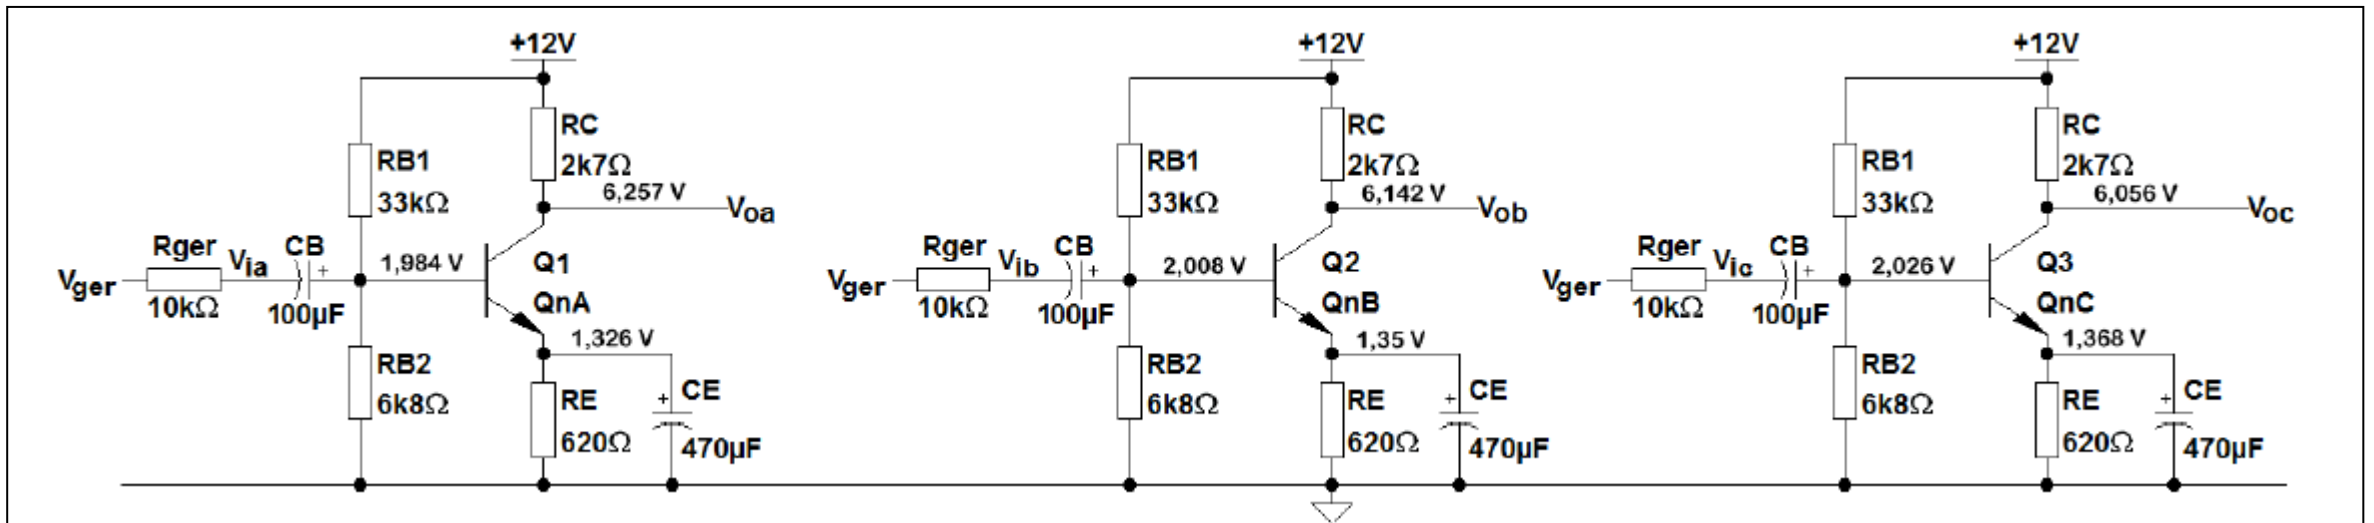 +12V
RC
2k7Ω
RB1
33kΩ
6,257 V
Voa
Rger
Via
CB
1,984 V
Q1
Vger
10kΩ
100µF
QnA
1,326 V
RB2
6k8Ω
RE
620Ω
CE
470µF
+
+
+12V
RC
2k7Ω
RB1
33kΩ
6,142 V
Vob
Rger
Vib
CB
2,008 V
Q2
Vger
10kΩ
100µF
QnB
1,35 V
RB2
6k8Ω
RE
620Ω
CE
470µF
+
+
+12V
RC
2k7Ω
RB1
33kΩ
6,056 V
Voc
Rger
Vic
CB
2,026 V
Q3
Vger
10kΩ
100µF
QnC
1,368 V
RB2
6k8Ω
RE
620Ω
CE
470µF
+
+